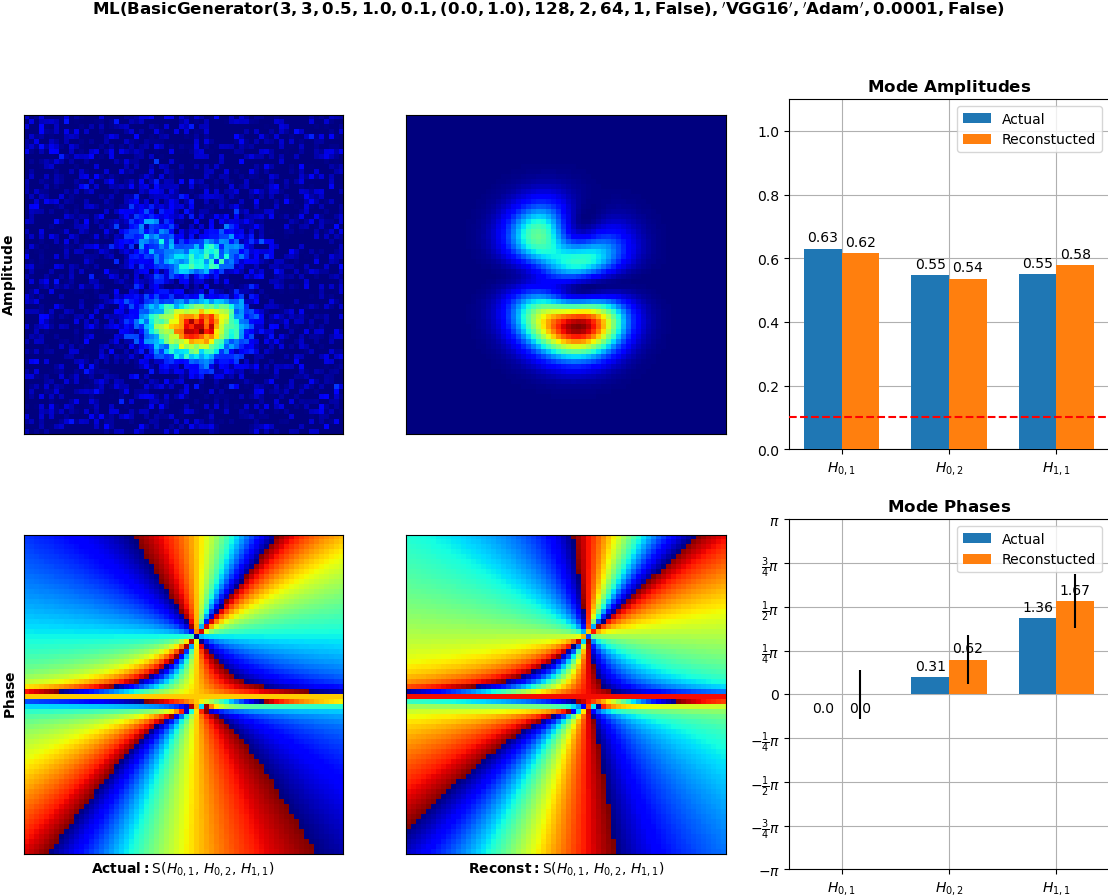 ML(BasicGenerator(3, 3, 0.5, 1.0, 0.1, (0.0, 1.0), 128, 2, 64, 1, False), 'VGG16', 'Adam', 0.0001, False)
Amplitude
Mode Amplitudes
Actual
Reconstucted
1.0
0.8
0.6
0.4
0.2
0.0
0.63
0.62
0.55
0.54
0.55
0.58
H0,1
H0,2
H1,1
Phase
Actual: S(H0,1, H0,2, H1,1)
Reconst: S(H0,1, H0,2, H1,1)
Mode Phases
Actual
Reconstucted
π
3/4π
1/2π
1/4π
0
−1/4π
−1/2π
−3/4π
−π
0.0
0.0
0.31
0.62
1.36
1.67
H0,1
H0,2
H1,1